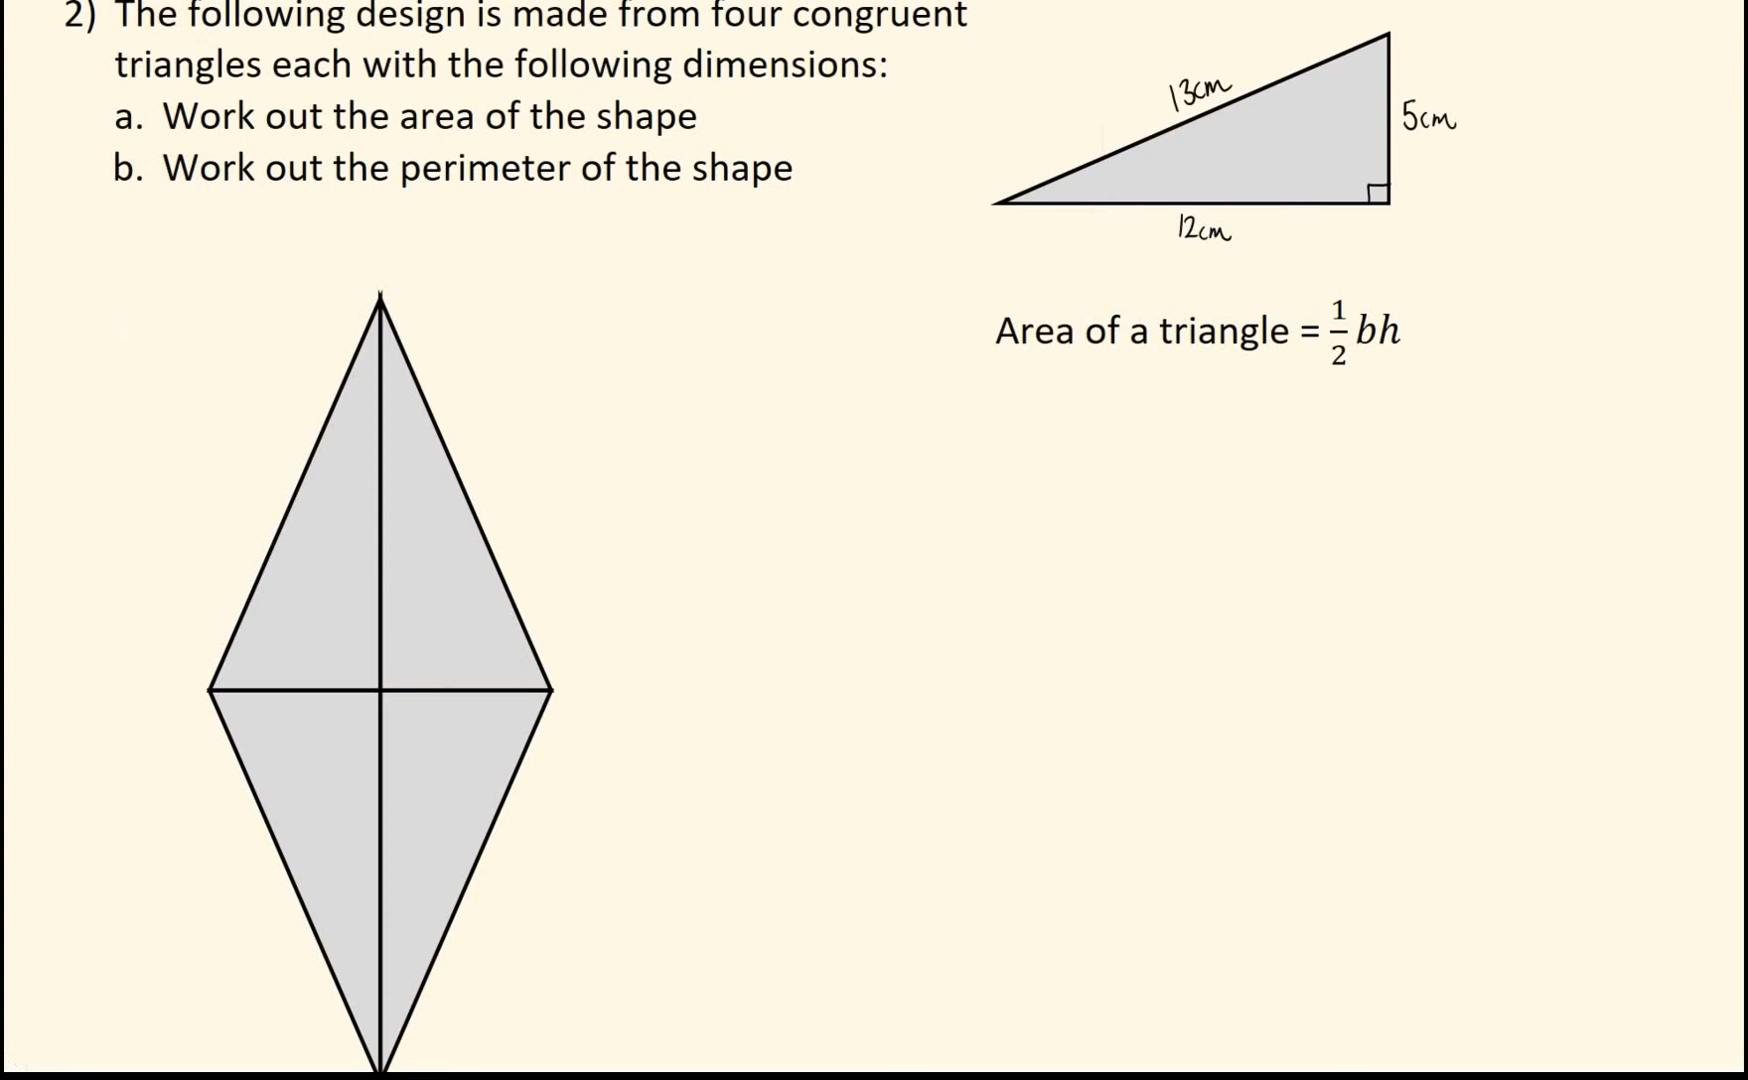 2) The following design is made from four congruent
triangles each with the following dimensions:
a. Work out the area of the shape
b. Work out the perimeter of the shape
13cm
5cm
12cm
Area of a triangle = 1/2 bh